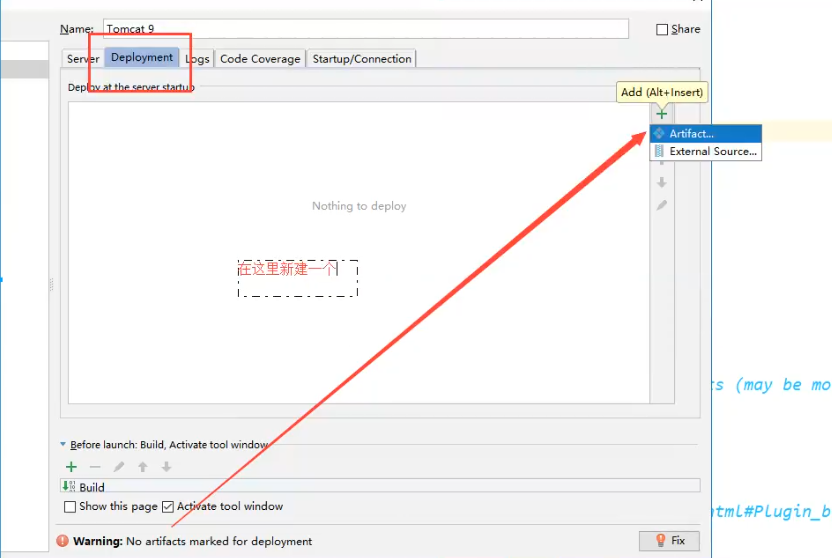 Name: Tomcat 9
Share
Server
Deployment
Logs
Code Coverage
Startup/Connection
Deploy at the server startup
Add (Alt+Insert)
Artifact...
External Source...
Nothing to deploy
在这里新建一个
(may be mo
Before launch: Build, Activate tool window
Build
Show this page
Activate tool window
html#Plugin_b
Warning: No artifacts marked for deployment
Fix